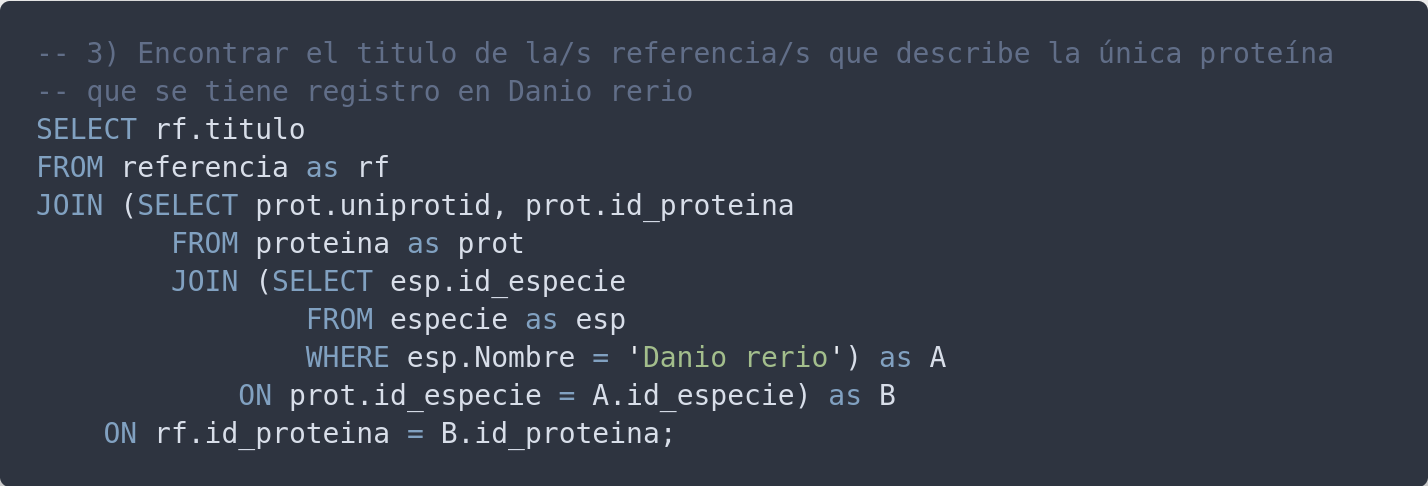 -- 3) Encontrar el titulo de la/s referencia/s que describe la única proteína
-- que se tiene registro en Danio rerio
SELECT rf.titulo
FROM referencia as rf
JOIN (SELECT prot.uniprotid, prot.id_proteina
        FROM proteina as prot
        JOIN (SELECT esp.id_especie
                FROM especie as esp
                WHERE esp.Nombre = 'Danio rerio') as A
            ON prot.id_especie = A.id_especie) as B
    ON rf.id_proteina = B.id_proteina;